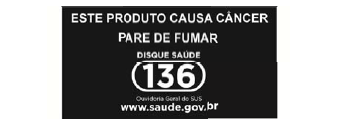 ESTE PRODUTO CAUSA CÂNCER
PARE DE FUMAR
DISQUE SAÚDE
136
Ouvidoria Geral do SUS
www.saude.gov.br